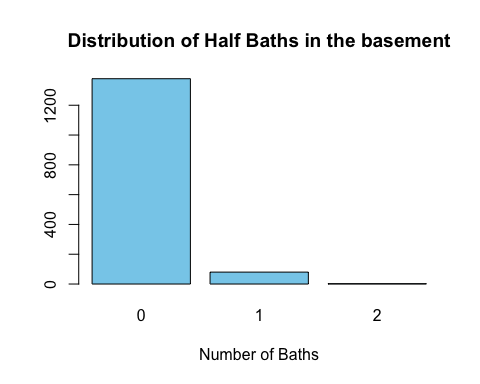 Distribution of Half Baths in the basement
1200
800
400
0
0 1 2
Number of Baths